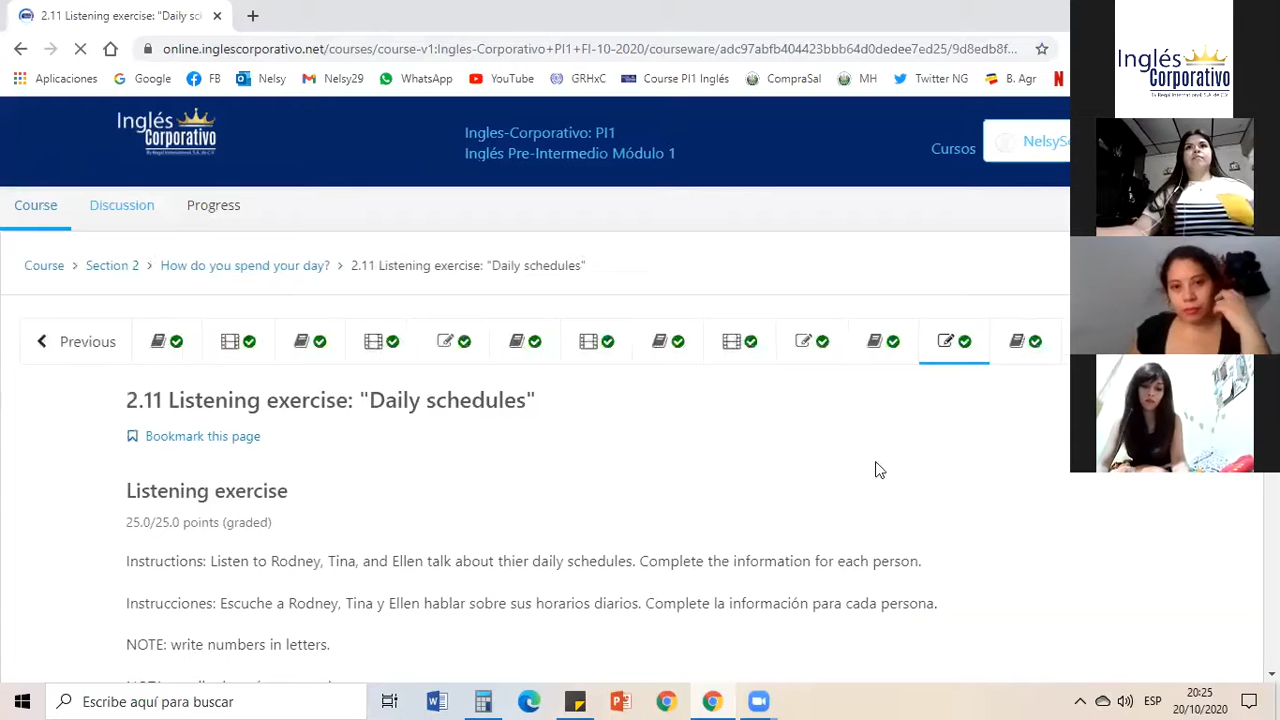 2.11 Listening exercise: "Daily sc
online.inglescorporativo.net/courses/course-v1:Ingles-Corporativo+PI1+FI-10-2020/courseware/adc97abfb404423bbb64d0dedee7ed25/9d8edb8f...
Aplicaciones Google FB Nelsy Nelsy29 WhatsApp YouTube GRHxC Course PI1 Ingl CompraSal MH Twitter NG B. Agr
Inglés
Corporativo
Ingles-Corporativo: PI1
Inglés Pre-Intermedio Módulo 1
Cursos
NelsyS
Course Discussion Progress
Course > Section 2 > How do you spend your day? > 2.11 Listening exercise: "Daily schedules"
Previous
2.11 Listening exercise: "Daily schedules"
Bookmark this page
Listening exercise
25.0/25.0 points (graded)
Instructions: Listen to Rodney, Tina, and Ellen talk about thier daily schedules. Complete the information for each person.
Instrucciones: Escuche a Rodney, Tina y Ellen hablar sobre sus horarios diarios. Complete la información para cada persona.
NOTE: write numbers in letters.
Escribe aquí para buscar
ESP
20:25
20/10/2020
Inglés
Corporativo